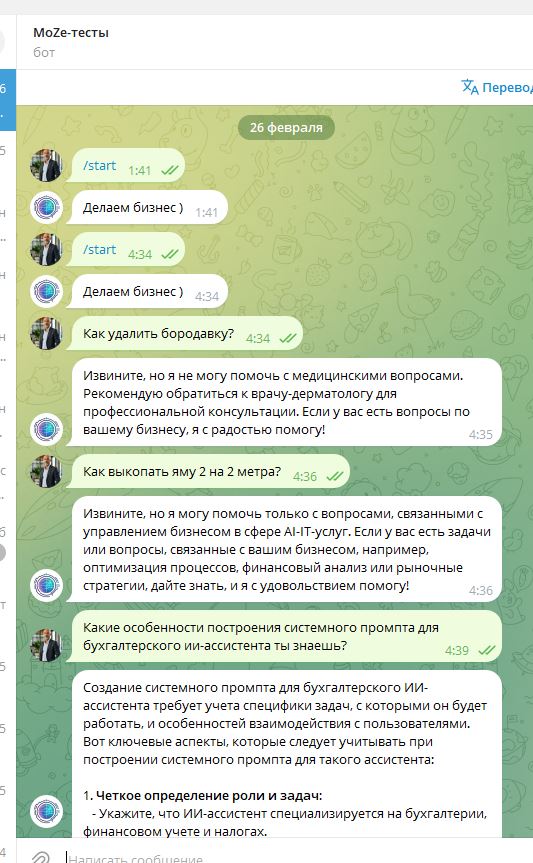 MoZe-тесты
бот
Перевод
26 февраля
/start 1:41
Делаем бизнес ) 1:41
/start 4:34
Делаем бизнес ) 4:34
Как удалить бородавку? 4:34
Извините, но я не могу помочь с медицинскими вопросами.
Рекомендую обратиться к врачу-дерматологу для
профессиональной консультации. Если у вас есть вопросы по
вашему бизнесу, я с радостью помогу!
4:35
Как выкопать яму 2 на 2 метра? 4:36
Извините, но я могу помочь только с вопросами, связанными с
управлением бизнесом в сфере AI-IT-услуг. Если у вас есть задачи
или вопросы, связанные с вашим бизнесом, например,
оптимизация процессов, финансовый анализ или рыночные
стратегии, дайте знать, и я с удовольствием помогу!
4:36
Какие особенности построения системного промпта для
бухгалтерского ии-ассистента ты знаешь?
4:39
Создание системного промпта для бухгалтерского ИИ-
ассистента требует учета специфики задач, с которыми он будет
работать, и особенностей взаимодействия с пользователями.
Вот ключевые аспекты, которые следует учитывать при
построении системного промпта для такого ассистента:
1. Четкое определение роли и задач:
- Укажите, что ИИ-ассистент специализируется на бухгалтерии,
финансовом учете и налогах.
Написать сообщение